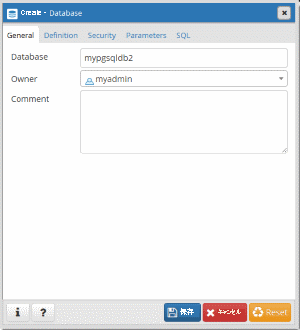 Create - Database
General Definition Security Parameters SQL
Database mypgsqldb2
Owner myadmin
Comment
i ? 保存 キャンセル Reset